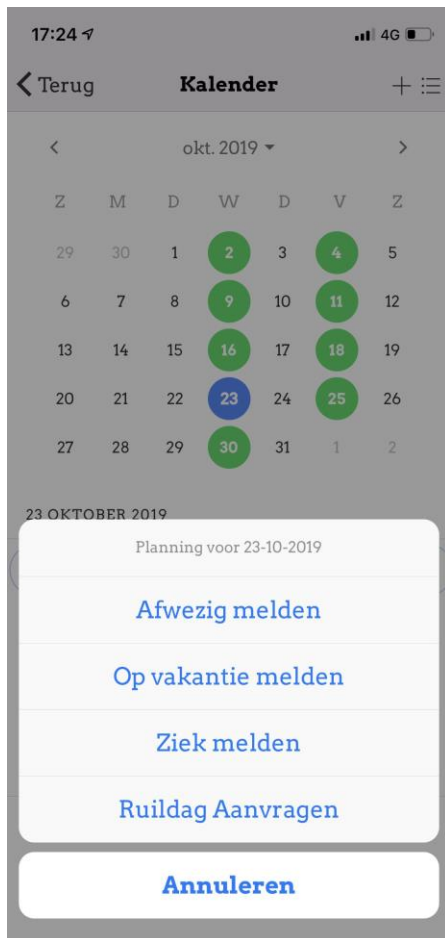 17:24
4G
Terug
Kalender
okt. 2019
Z M D W D V Z
29 30 1 2 3 4 5
6 7 8 9 10 11 12
13 14 15 16 17 18 19
20 21 22 23 24 25 26
27 28 29 30 31 1 2
23 OKTOBER 2019
Planning voor 23-10-2019
Afwezig melden
Op vakantie melden
Ziek melden
Ruildag Aanvragen
Annuleren